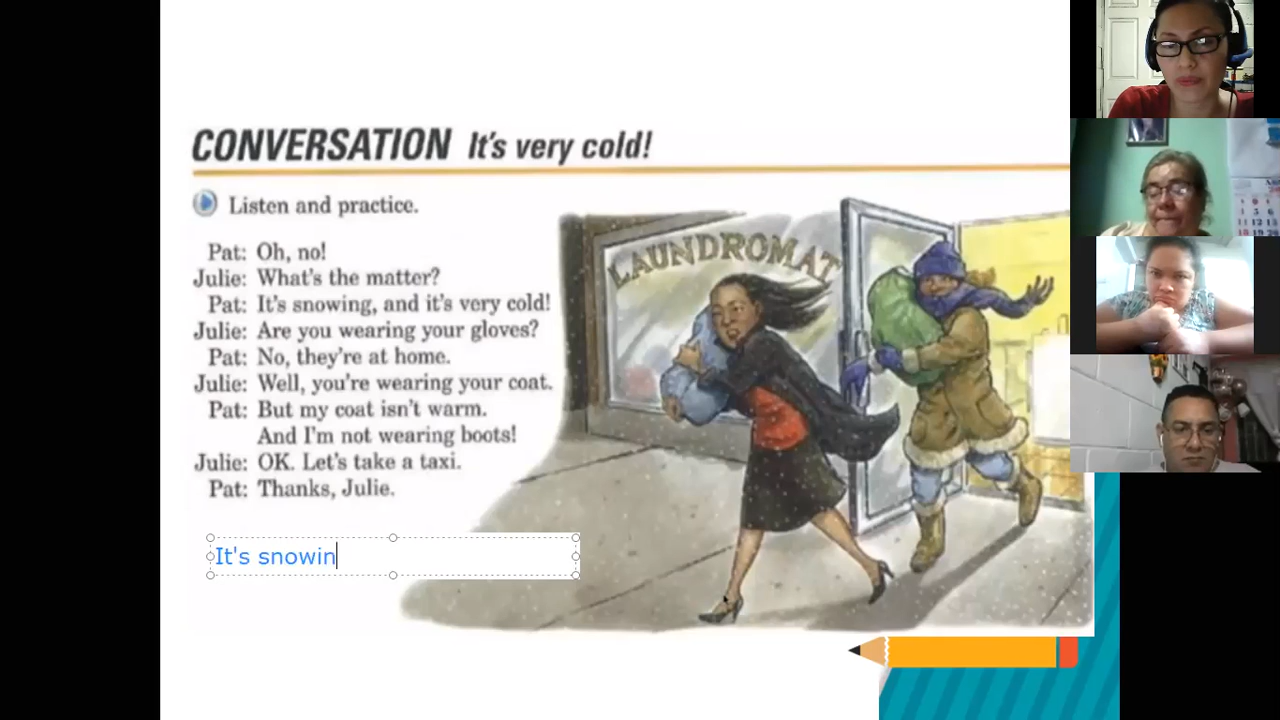 CONVERSATION It's very cold!
Listen and practice.
Pat: Oh, no!
Julie: What's the matter?
Pat: It's snowing, and it's very cold!
Julie: Are you wearing your gloves?
Pat: No, they're at home.
Julie: Well, you're wearing your coat.
Pat: But my coat isn't warm.
And I'm not wearing boots!
Julie: OK. Let's take a taxi.
Pat: Thanks, Julie.
LAUNDROMAT
It's snowin